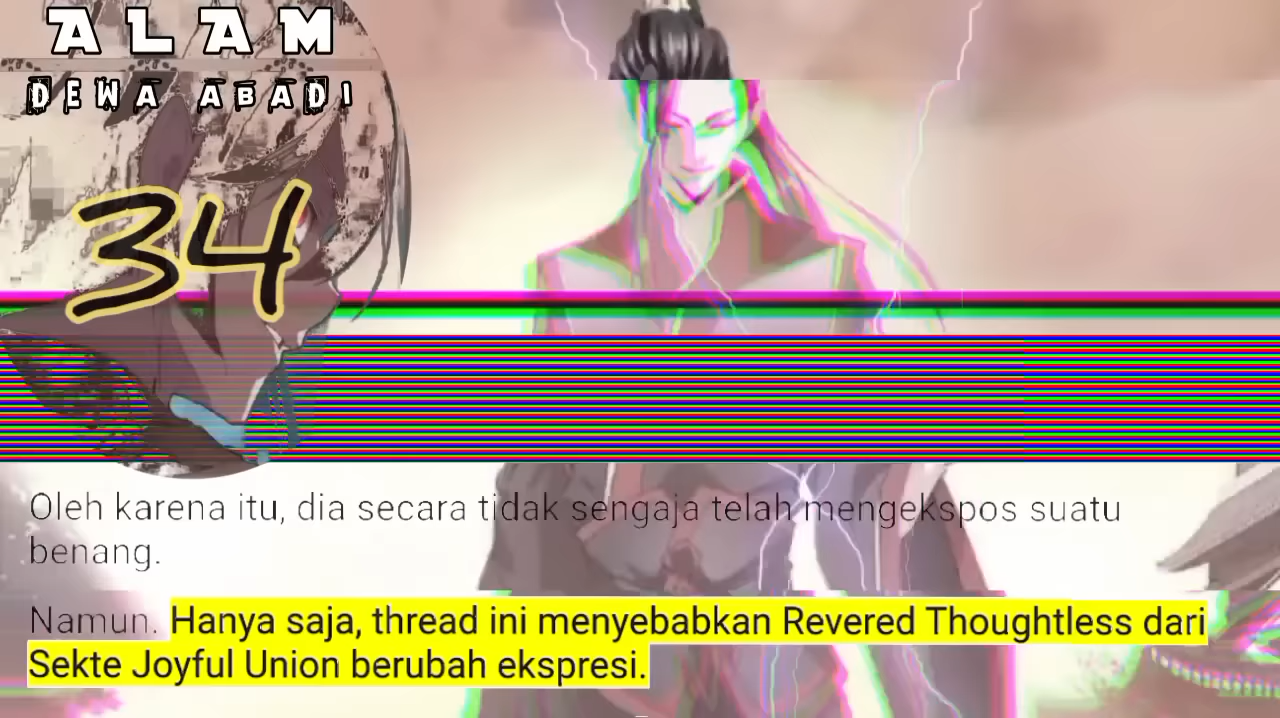 ALAM
DEWA ABADI
34
Oleh karena itu, dia secara tidak sengaja telah mengekspos suatu
benang.
Namun. Hanya saja, thread ini menyebabkan Revered Thoughtless dari
Sekte Joyful Union berubah ekspresi.